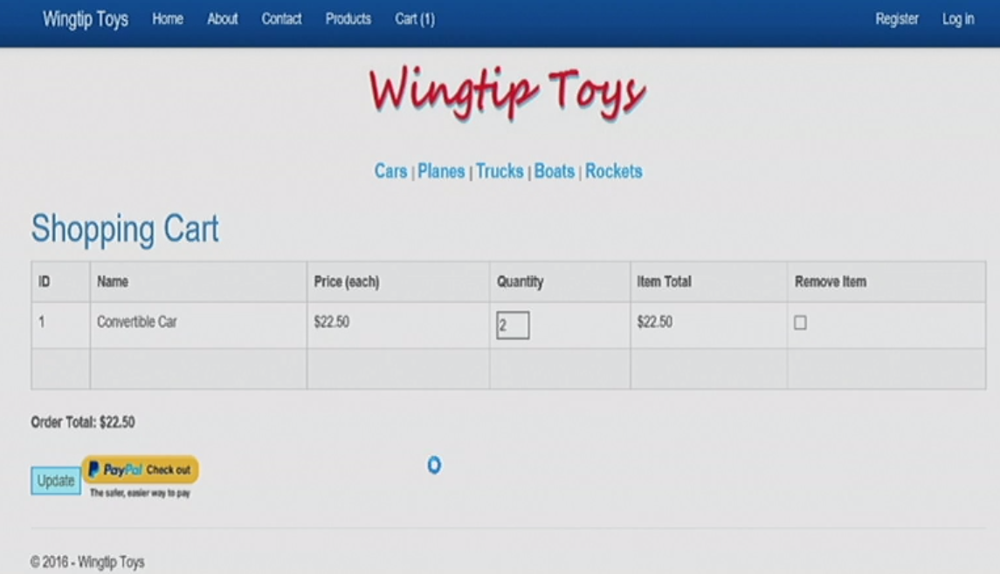 Wingtip Toys Home About Contact Products Cart (1) Register Log in
Wingtip Toys
Cars | Planes | Trucks | Boats | Rockets
Shopping Cart
ID Name Price (each) Quantity Item Total Remove Item
1 Convertible Car $22.50 2 $22.50
Order Total: $22.50
Update PayPal Check out
The safer, easier way to pay
© 2016 - Wingtip Toys